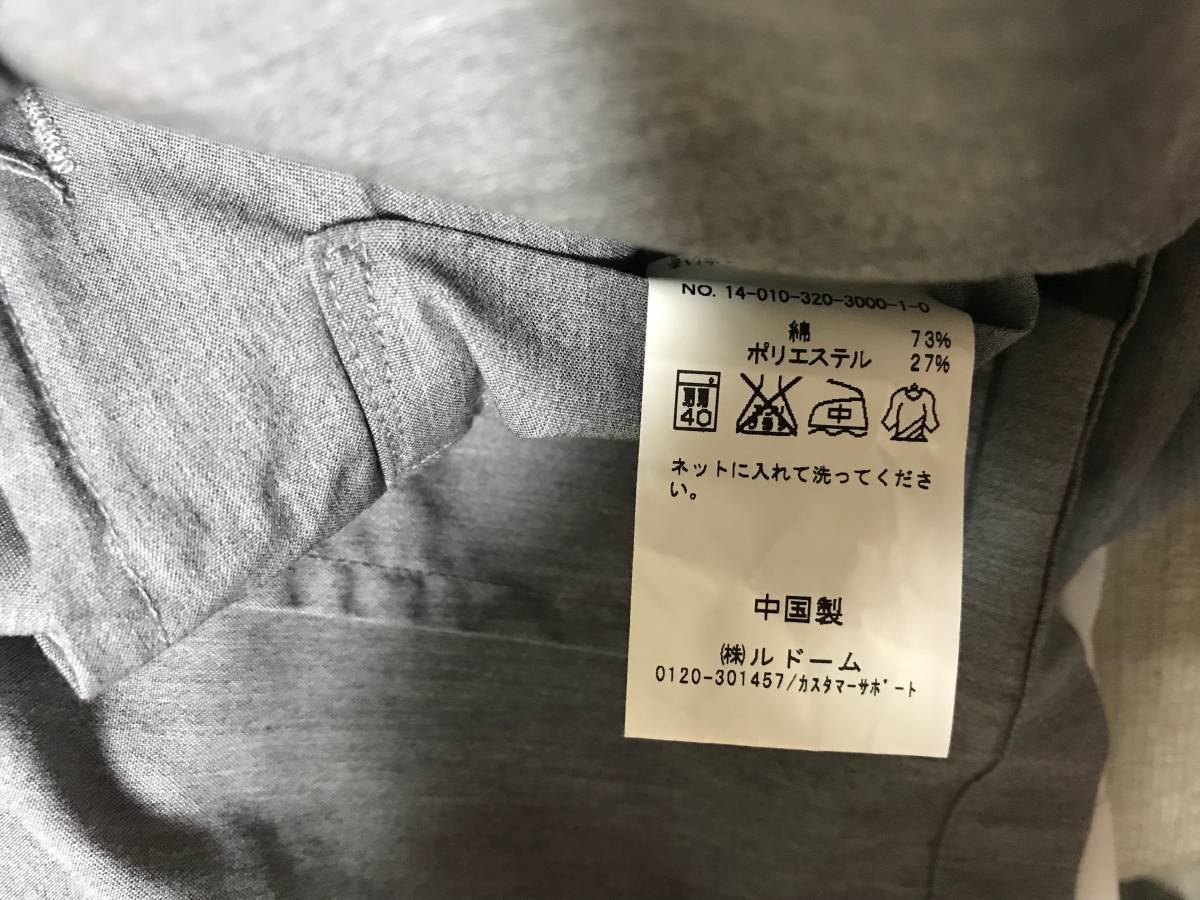 NO. 14-010-320-3000-1-0
綿 73%
ポリエステル 27%
40 中
ネットに入れて洗ってくださ
い。
中国製
(株)ルドーム
0120-301457/カスタマーサポート